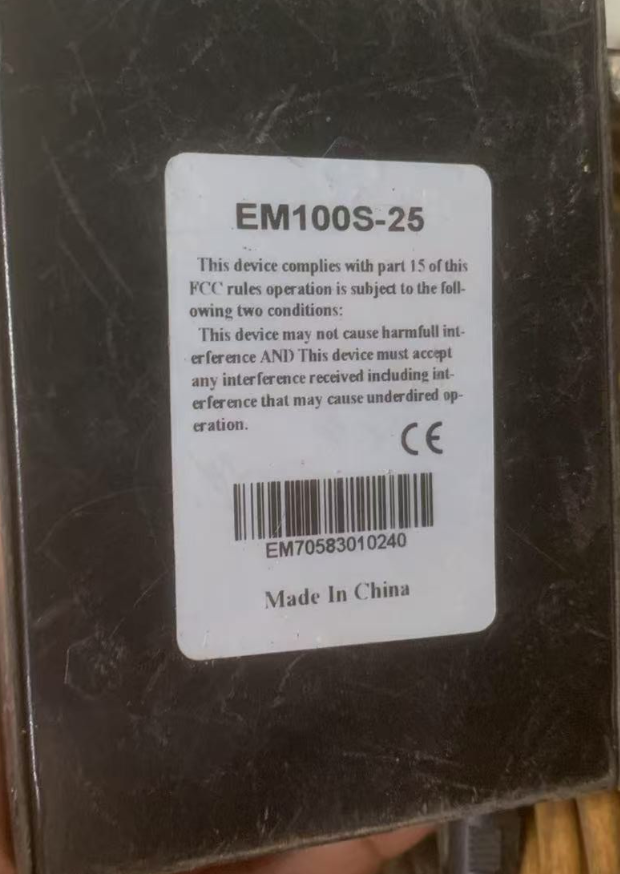 EM100S-25
This device complies with part 15 of this
FCC rules operation is subject to the foll-
owing two conditions:
This device may not cause harmfull int-
erference AND This device must accept
any interference received including int-
erference that may cause underdired op-
eration.
CE
EM70583010240
Made In China